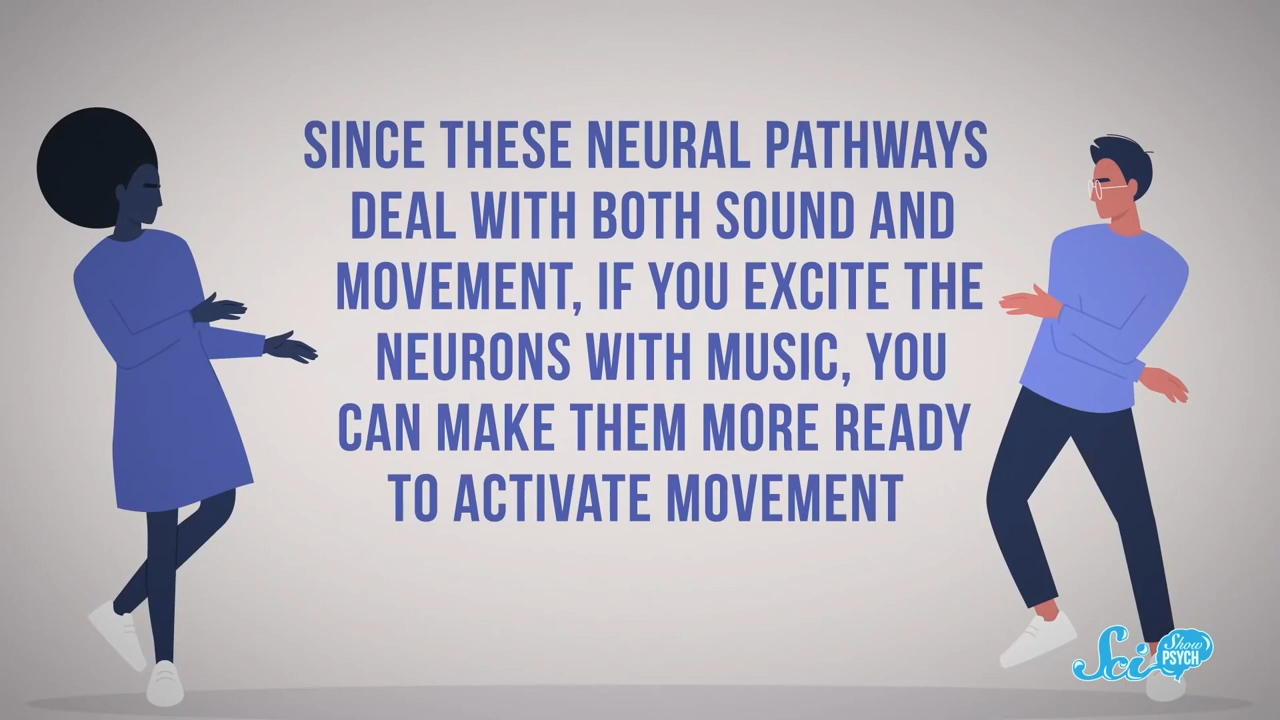 SINCE THESE NEURAL PATHWAYS
DEAL WITH BOTH SOUND AND
MOVEMENT, IF YOU EXCITE THE
NEURONS WITH MUSIC, YOU
CAN MAKE THEM MORE READY
TO ACTIVATE MOVEMENT
Sci Show
PSYCH